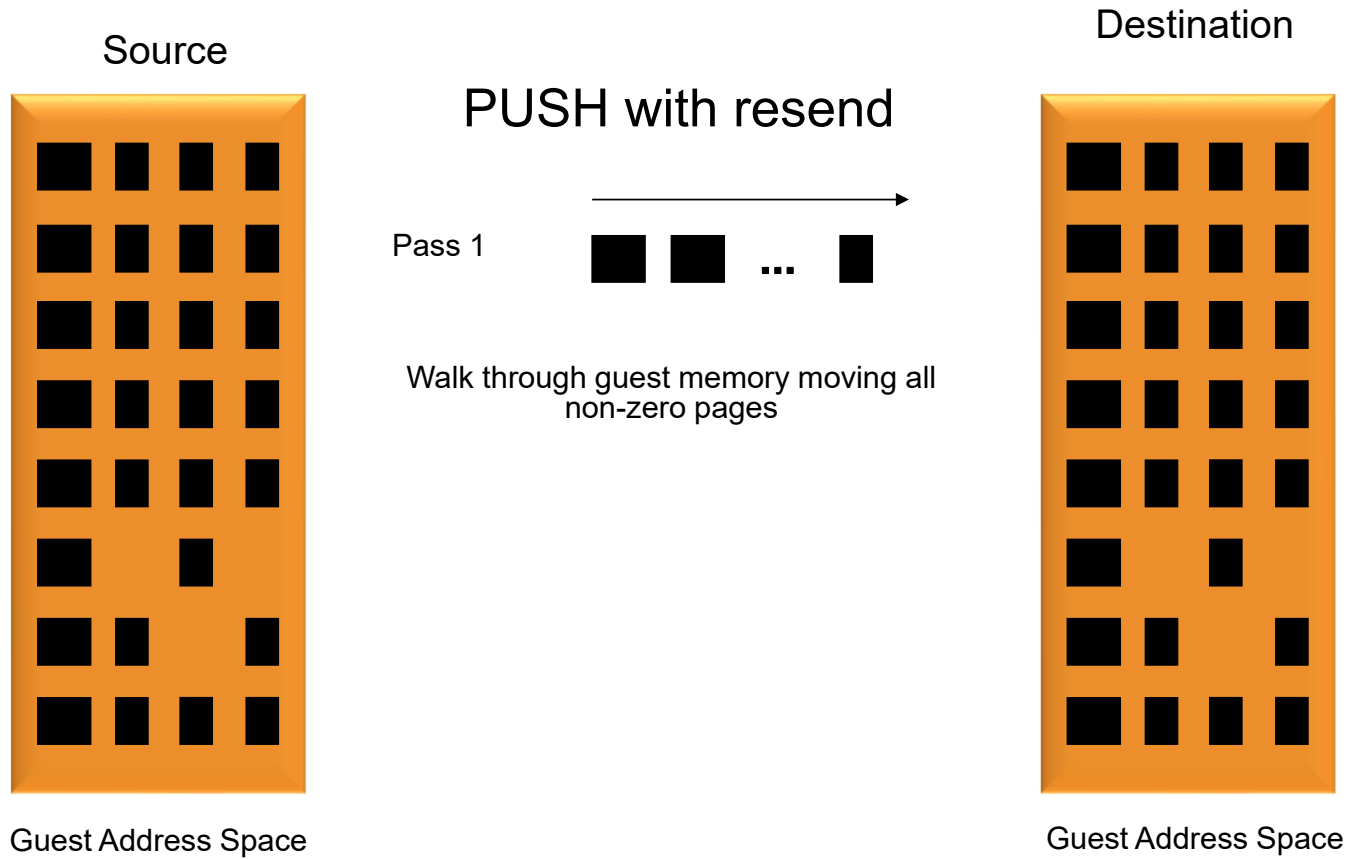 Source
Destination
PUSH with resend
Pass 1
...
Walk through guest memory moving all
non-zero pages
Guest Address Space
Guest Address Space